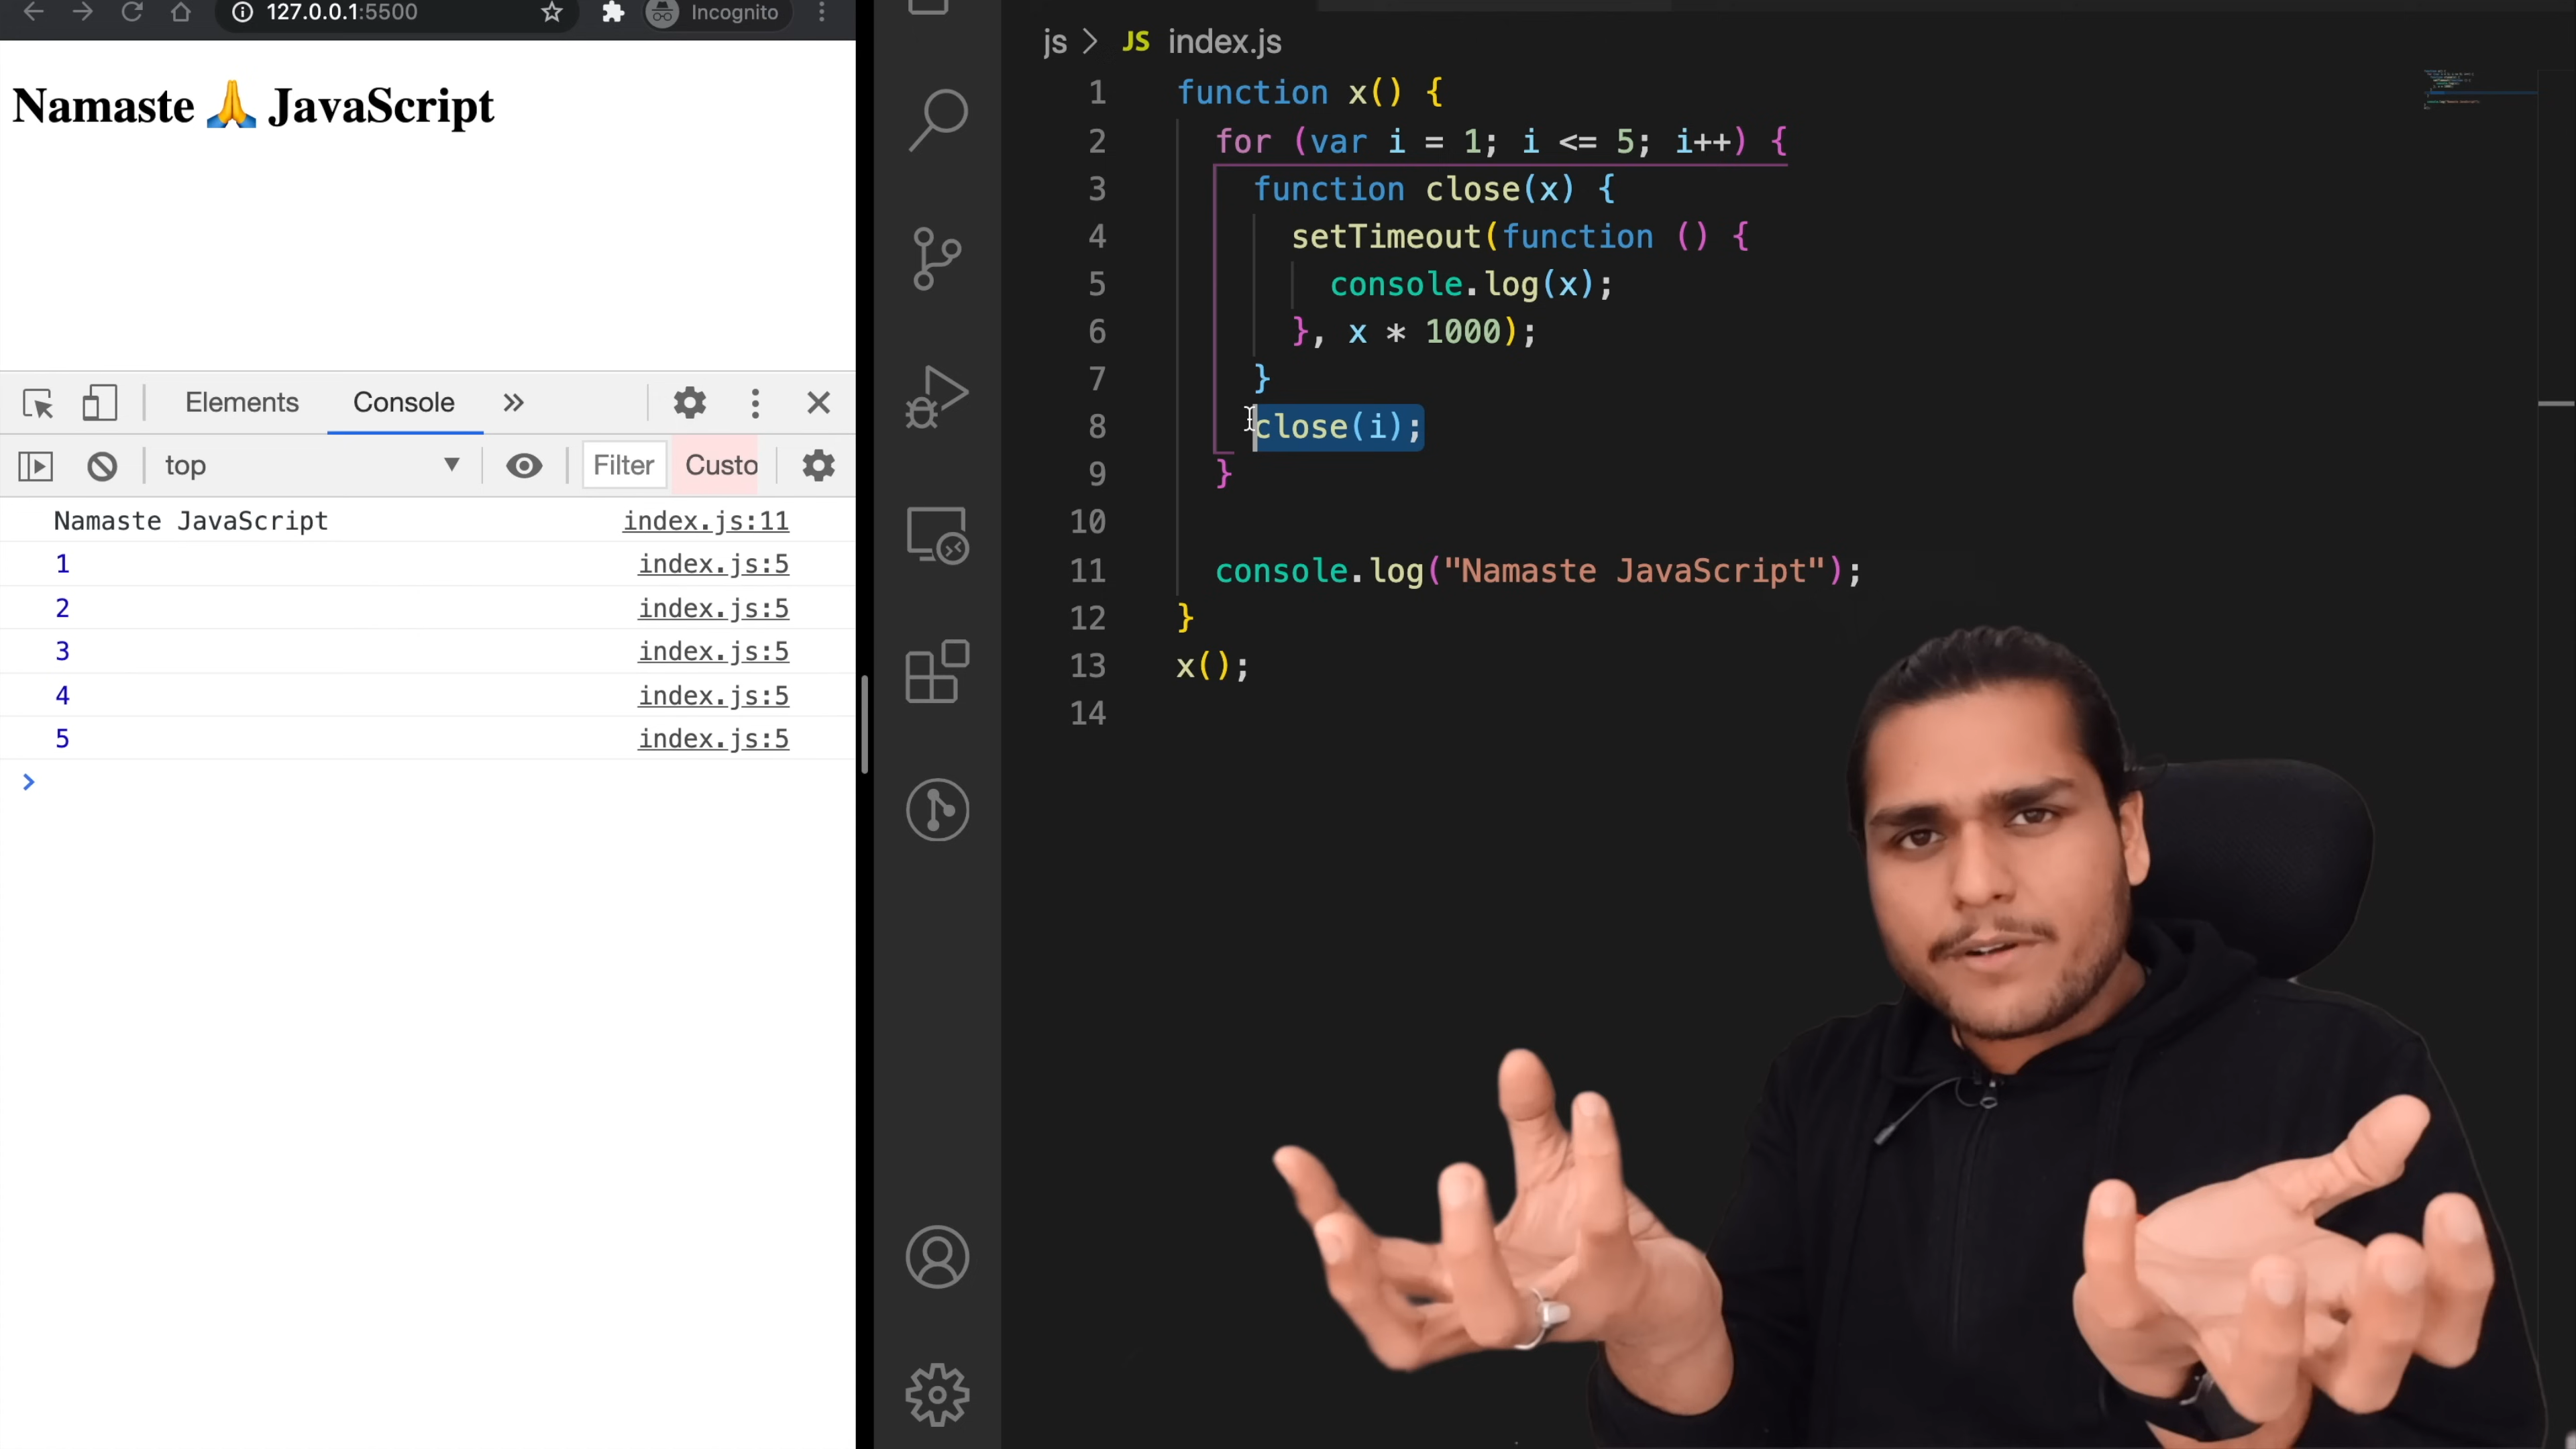 127.0.0.1:5500
Incognito
Namaste 🙏 JavaScript
Elements
Console
top
Filter
Custo
Namaste JavaScript index.js:11
1 index.js:5
2 index.js:5
3 index.js:5
4 index.js:5
5 index.js:5
js > JS index.js
1 function x() {
2 for (var i = 1; i <= 5; i++) {
3 function close(x) {
4 setTimeout(function () {
5 console.log(x);
6 }, x * 1000);
7 }
8 close(i);
9 }
10
11 console.log("Namaste JavaScript");
12 }
13 x();
14